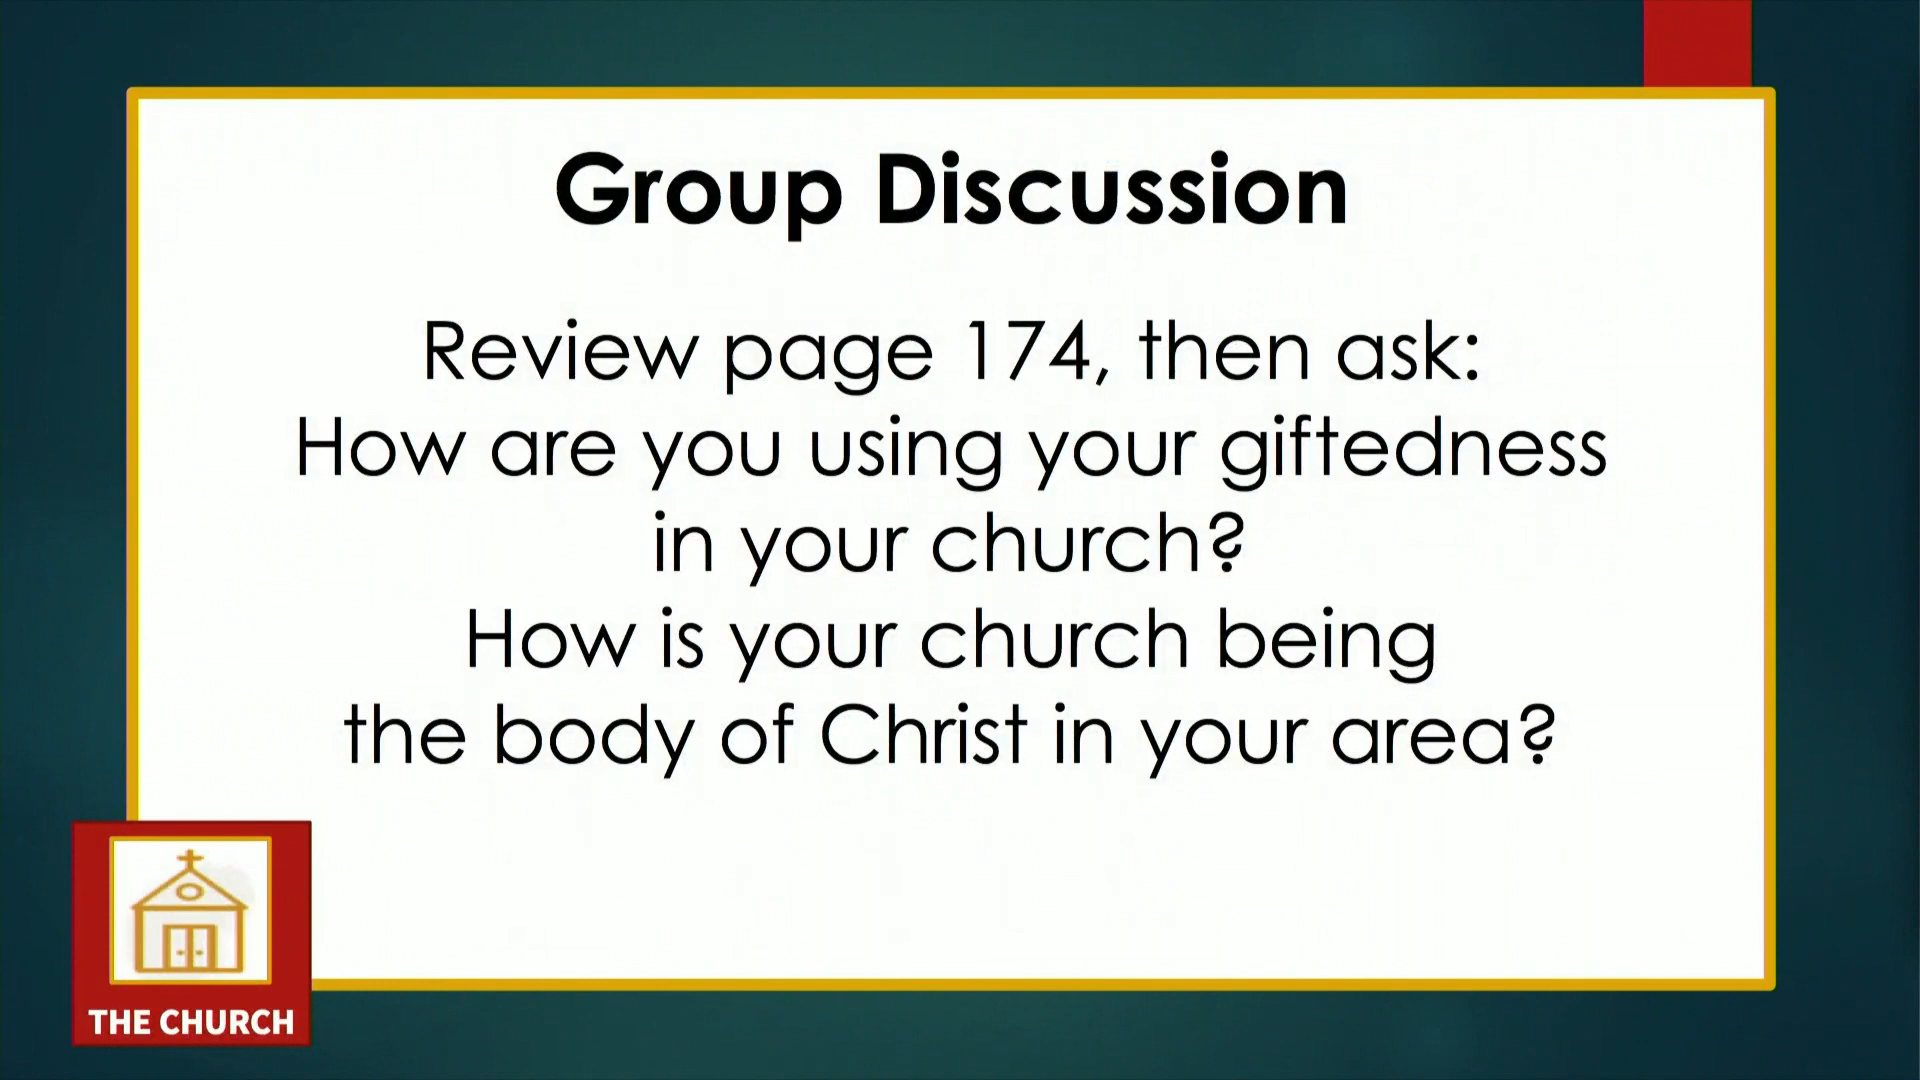 Group Discussion
Review page 174, then ask:
How are you using your giftedness
in your church?
How is your church being
the body of Christ in your area?
THE CHURCH